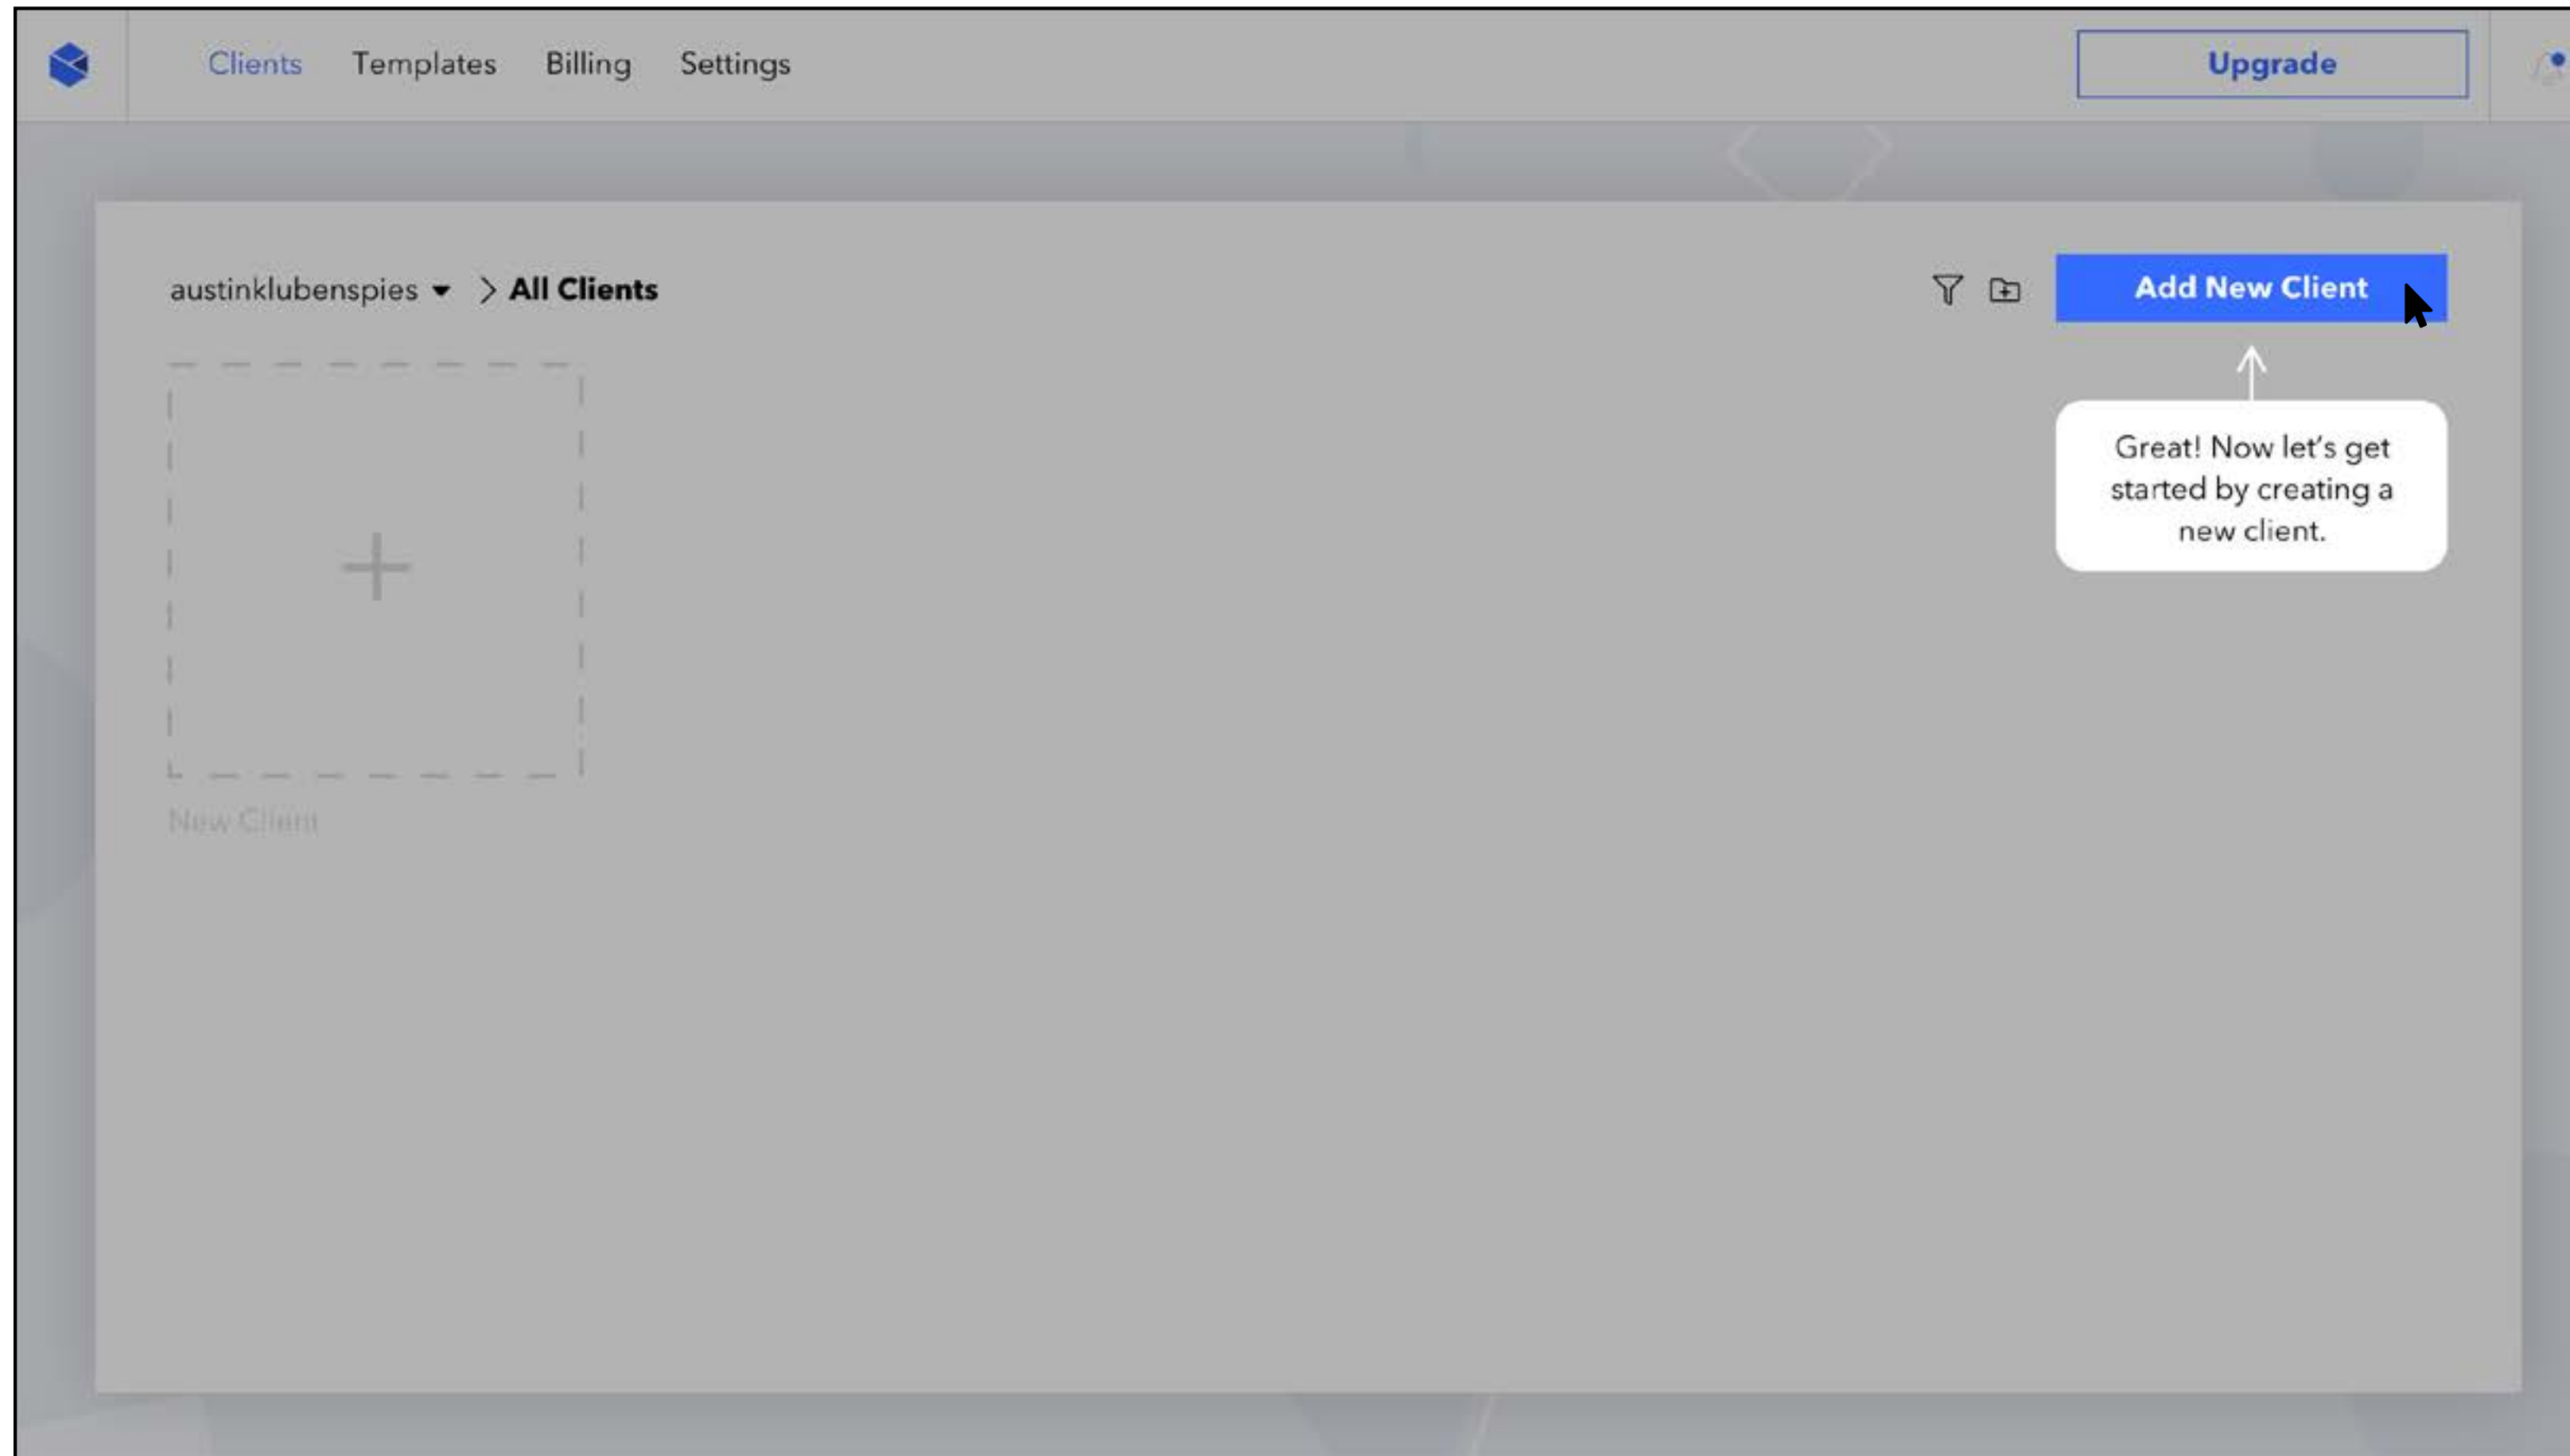 Clients Templates Billing Settings Upgrade
austinklubenspies > All Clients
Add New Client
Great! Now let's get
started by creating a
new client.
New Client